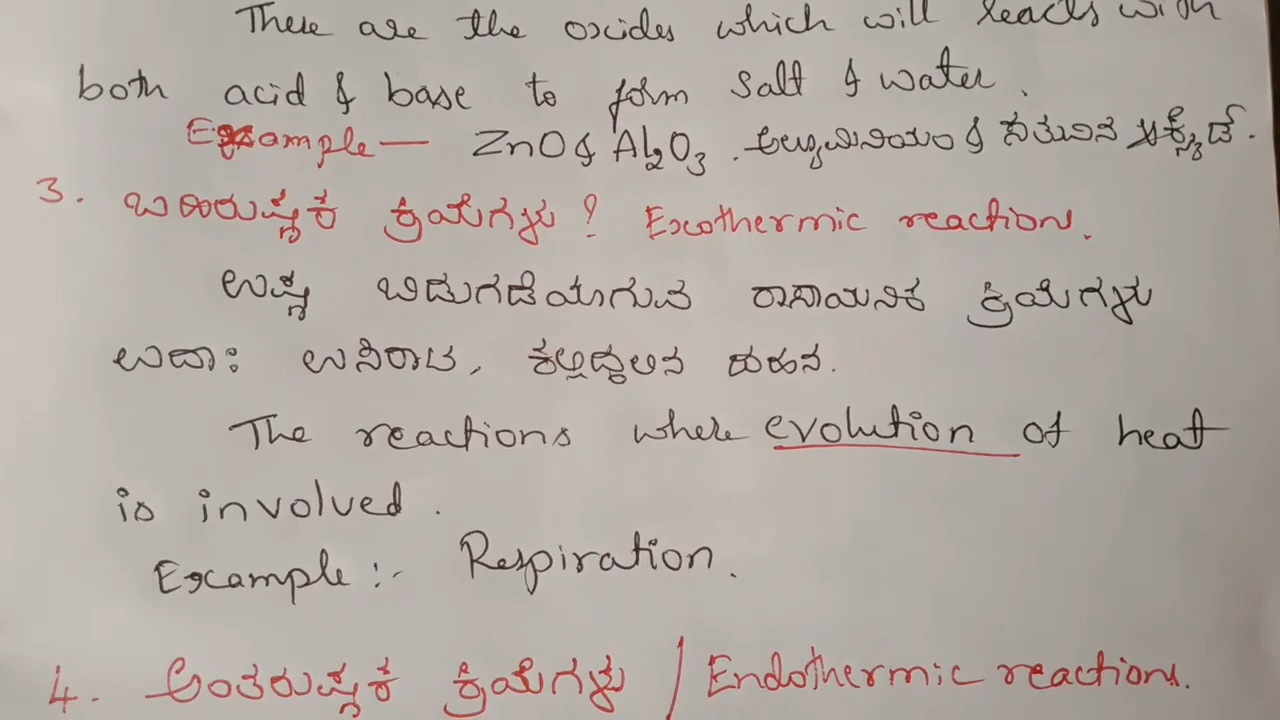 These are the oxides which will reacts with
both acid & base to form salt & water.
Example — ZnO & Al₂O₃. ಅಲ್ಯುಮಿನಿಯಂ & ಸತುವಿನ ಆಕ್ಸೈಡ್.
3. ಬಹಿರುಷ್ಣಕ ಕ್ರಿಯೆಗಳು? Exothermic reaction.
ಉಷ್ಣ ಬಿಡುಗಡೆಯಾಗುವ ರಾಸಾಯನಿಕ ಕ್ರಿಯೆಗಳು
ಉದಾ: ಉಸಿರಾಟ, ಕಲ್ಲಿದ್ದಲಿನ ದಹನ.
The reactions where evolution of heat
is involved.
Example :- Respiration.
4. ಅಂತರುಷ್ಣಕ ಕ್ರಿಯೆಗಳು / Endothermic reactions.